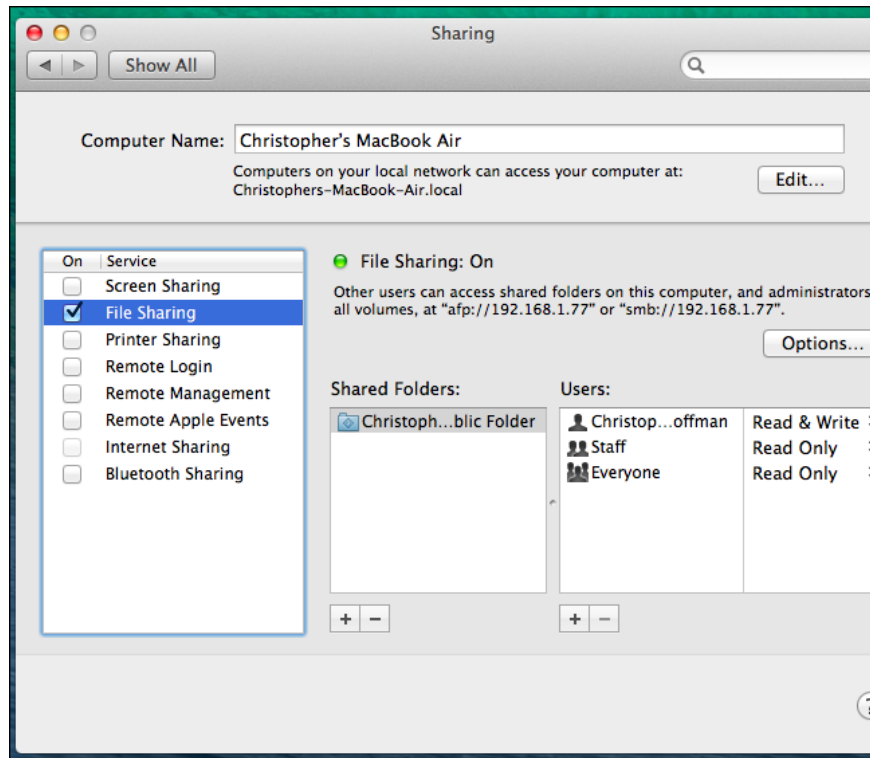 Sharing
Show All
Computer Name: Christopher's MacBook Air
Computers on your local network can access your computer at:
Christophers-MacBook-Air.local
Edit...
On Service
Screen Sharing
File Sharing
Printer Sharing
Remote Login
Remote Management
Remote Apple Events
Internet Sharing
Bluetooth Sharing
File Sharing: On
Other users can access shared folders on this computer, and administrators
all volumes, at “afp://192.168.1.77” or “smb://192.168.1.77”.
Options...
Shared Folders:
Christoph...blic Folder
Users:
Christop...offman Read & Write
Staff Read Only
Everyone Read Only
+ −
+ −
?